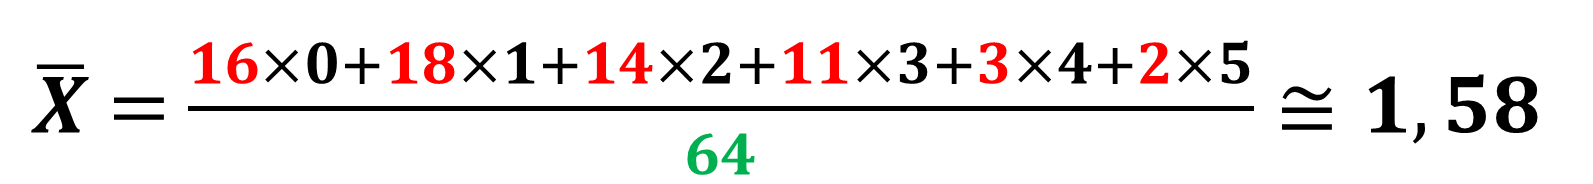 X̅ = 16×0+18×1+14×2+11×3+3×4+2×5 / 64 ≅ 1,58